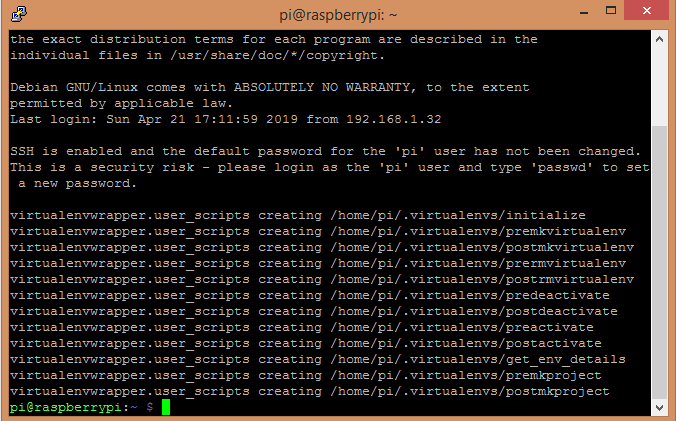 pi@raspberrypi: ~
the exact distribution terms for each program are described in the
individual files in /usr/share/doc/*/copyright.
Debian GNU/Linux comes with ABSOLUTELY NO WARRANTY, to the extent
permitted by applicable law.
Last login: Sun Apr 21 17:11:59 2019 from 192.168.1.32
SSH is enabled and the default password for the 'pi' user has not been changed.
This is a security risk - please login as the 'pi' user and type 'passwd' to set
 a new password.
virtualenvwrapper.user_scripts creating /home/pi/.virtualenvs/initialize
virtualenvwrapper.user_scripts creating /home/pi/.virtualenvs/premkvirtualenv
virtualenvwrapper.user_scripts creating /home/pi/.virtualenvs/postmkvirtualenv
virtualenvwrapper.user_scripts creating /home/pi/.virtualenvs/prermvirtualenv
virtualenvwrapper.user_scripts creating /home/pi/.virtualenvs/postrmvirtualenv
virtualenvwrapper.user_scripts creating /home/pi/.virtualenvs/predeactivate
virtualenvwrapper.user_scripts creating /home/pi/.virtualenvs/postdeactivate
virtualenvwrapper.user_scripts creating /home/pi/.virtualenvs/preactivate
virtualenvwrapper.user_scripts creating /home/pi/.virtualenvs/postactivate
virtualenvwrapper.user_scripts creating /home/pi/.virtualenvs/get_env_details
virtualenvwrapper.user_scripts creating /home/pi/.virtualenvs/premkproject
virtualenvwrapper.user_scripts creating /home/pi/.virtualenvs/postmkproject
pi@raspberrypi:~ $